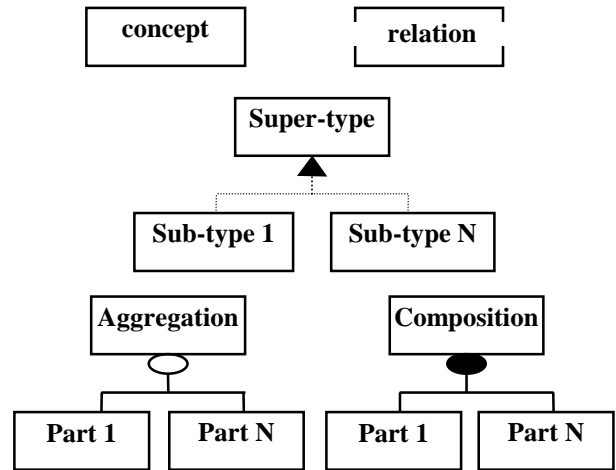 concept
relation
Super-type
Sub-type 1
Sub-type N
Aggregation
Composition
Part 1
Part N
Part 1
Part N